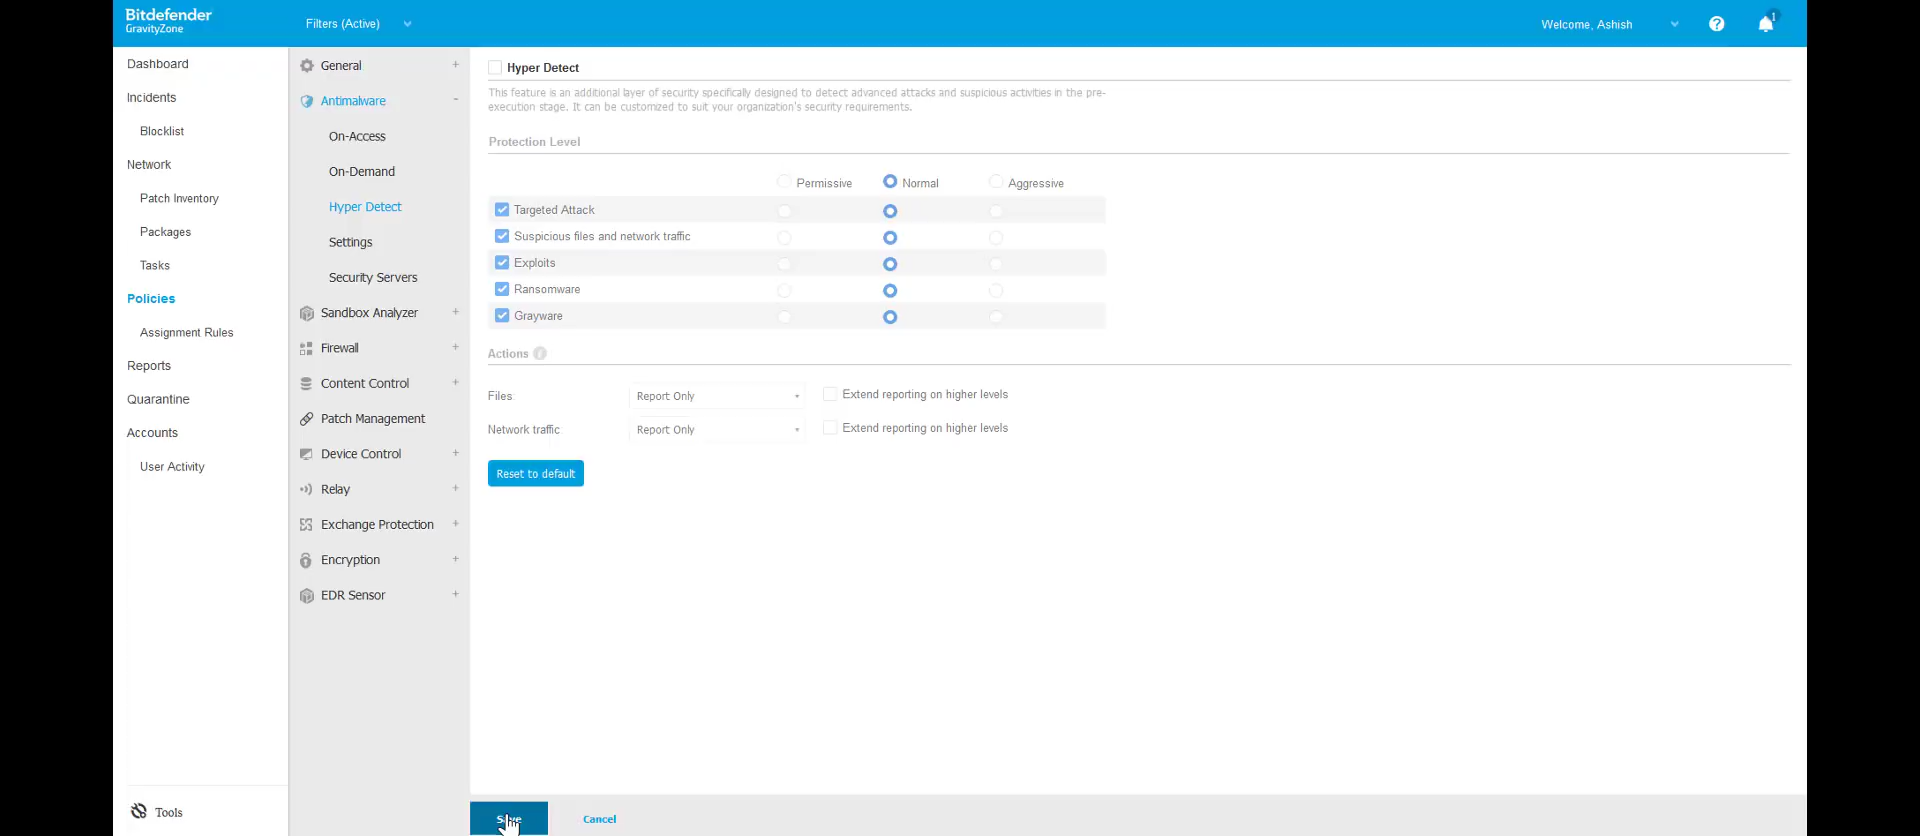 Bitdefender
GravityZone
Filters (Active)
Welcome, Ashish
1
Dashboard
Incidents
Blocklist
Network
Patch Inventory
Packages
Tasks
Policies
Assignment Rules
Reports
Quarantine
Accounts
User Activity
Tools
General +
Antimalware -
On-Access
On-Demand
Hyper Detect
Settings
Security Servers
Sandbox Analyzer +
Firewall +
Content Control +
Patch Management
Device Control +
Relay +
Exchange Protection +
Encryption +
EDR Sensor +
Hyper Detect
This feature is an additional layer of security specifically designed to detect advanced attacks and suspicious activities in the pre-
execution stage. It can be customized to suit your organization's security requirements.
Protection Level
Permissive Normal Aggressive
Targeted Attack
Suspicious files and network traffic
Exploits
Ransomware
Grayware
Actions
Files: Report Only Extend reporting on higher levels
Network traffic: Report Only Extend reporting on higher levels
Reset to default
Save Cancel